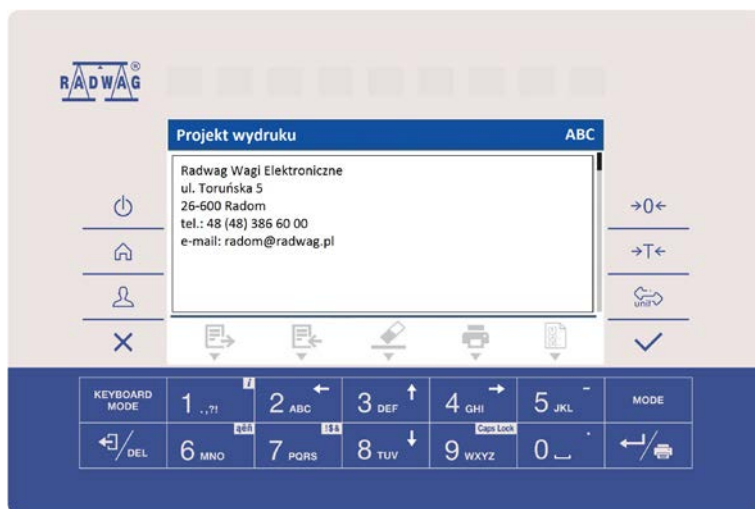 RADWAG®
Projekt wydruku ABC
Radwag Wagi Elektroniczne
ul. Toruńska 5
26-600 Radom
tel.: 48 (48) 386 60 00
e-mail: radom@radwag.pl
→0←
→T←
unit
KEYBOARD MODE
1 .,?! i
2 ABC ←
3 DEF ↑
4 GHI →
5 JKL -
MODE
DEL
6 MNO ąêñ
7 PQRS !$&
8 TUV ↓
9 WXYZ Caps Lock
0 .